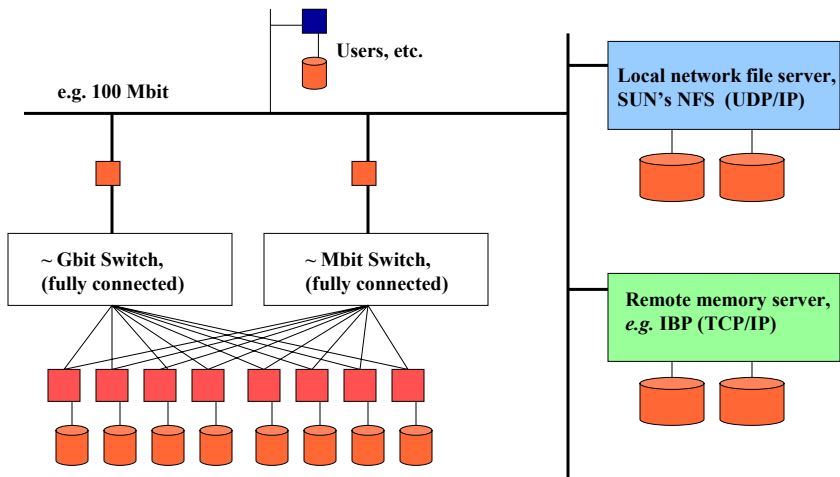 Users, etc.
e.g. 100 Mbit
Local network file server,
SUN's NFS (UDP/IP)
~ Gbit Switch,
(fully connected)
~ Mbit Switch,
(fully connected)
Remote memory server,
e.g. IBP (TCP/IP)